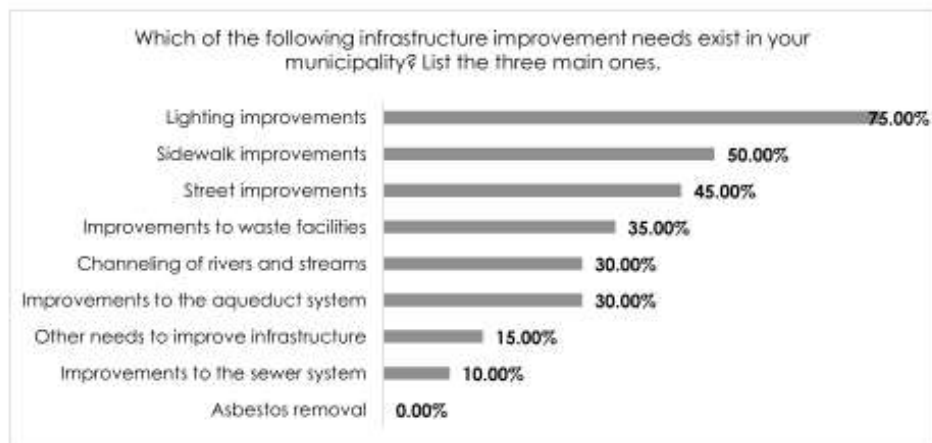 Which of the following infrastructure improvement needs exist in your
municipality? List the three main ones.
Lighting improvements 75.00%
Sidewalk improvements 50.00%
Street improvements 45.00%
Improvements to waste facilities 35.00%
Channeling of rivers and streams 30.00%
Improvements to the aqueduct system 30.00%
Other needs to improve infrastructure 15.00%
Improvements to the sewer system 10.00%
Asbestos removal 0.00%